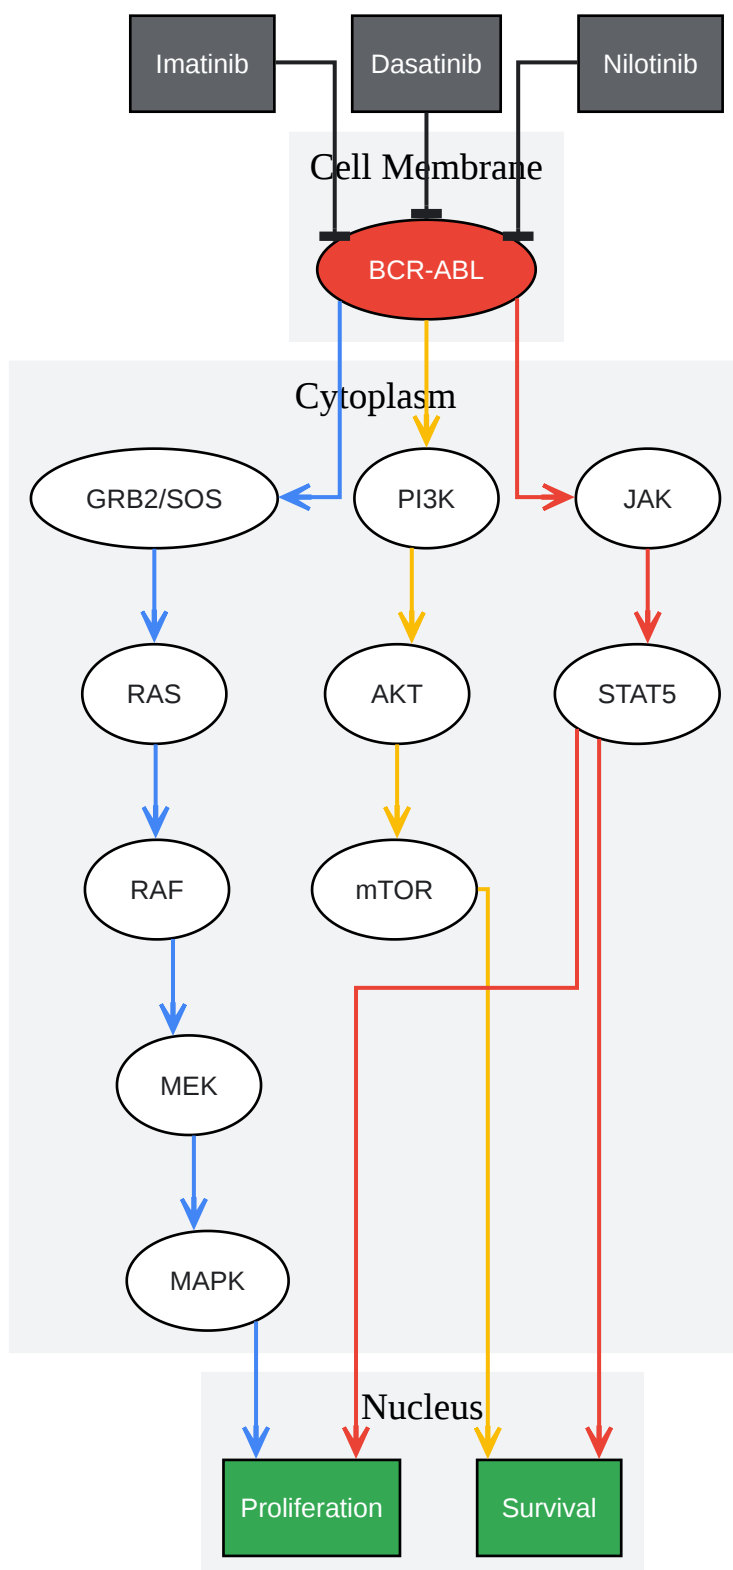 Imatinib
Dasatinib
Nilotinib
Cell Membrane
BCR-ABL
Cytoplasm
GRB2/SOS
PI3K
JAK
RAS
AKT
STAT5
RAF
mTOR
MEK
MAPK
Nucleus
Proliferation
Survival